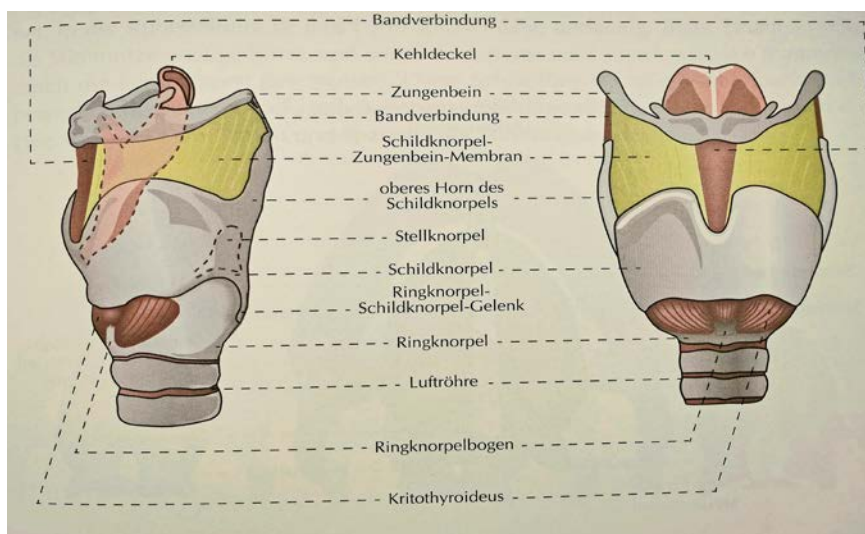 Bandverbindung
Kehldeckel
Zungenbein
Bandverbindung
Schildknorpel-
Zungenbein-Membran
oberes Horn des
Schildknorpels
Stellknorpel
Schildknorpel
Ringknorpel-
Schildknorpel-Gelenk
Ringknorpel
Luftröhre
Ringknorpelbogen
Kritothyroideus